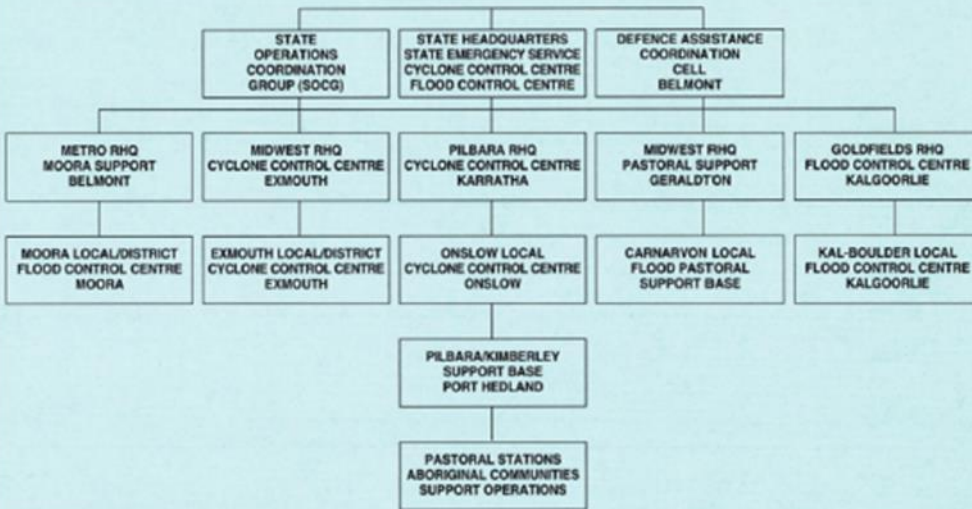 STATE
OPERATIONS
COORDINATION
GROUP (SOCG)
STATE HEADQUARTERS
STATE EMERGENCY SERVICE
CYCLONE CONTROL CENTRE
FLOOD CONTROL CENTRE
DEFENCE ASSISTANCE
COORDINATION
CELL
BELMONT
METRO RHQ
MOORA SUPPORT
BELMONT
MIDWEST RHQ
CYCLONE CONTROL CENTRE
EXMOUTH
PILBARA RHQ
CYCLONE CONTROL CENTRE
KARRATHA
MIDWEST RHQ
PASTORAL SUPPORT
GERALDTON
GOLDFIELDS RHQ
FLOOD CONTROL CENTRE
KALGOORLIE
MOORA LOCAL/DISTRICT
FLOOD CONTROL CENTRE
MOORA
EXMOUTH LOCAL/DISTRICT
CYCLONE CONTROL CENTRE
EXMOUTH
ONSLOW LOCAL
CYCLONE CONTROL CENTRE
ONSLOW
CARNARVON LOCAL
FLOOD PASTORAL
SUPPORT BASE
KAL-BOULDER LOCAL
FLOOD CONTROL CENTRE
KALGOORLIE
PILBARA/KIMBERLEY
SUPPORT BASE
PORT HEDLAND
PASTORAL STATIONS
ABORIGINAL COMMUNITIES
SUPPORT OPERATIONS